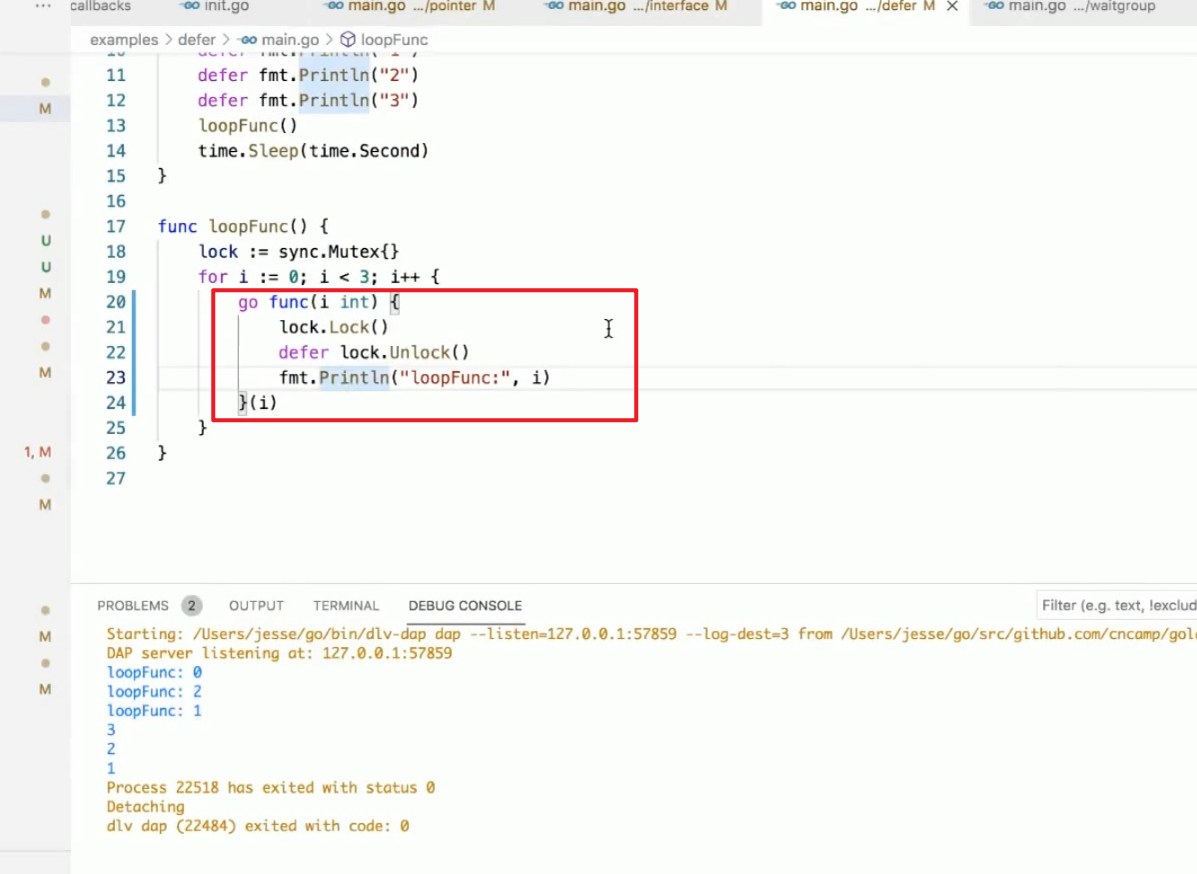 callbacks init.go main.go .../pointer M main.go .../interface M main.go .../defer M main.go .../waitgroup
examples > defer > main.go > loopFunc
11 defer fmt.Println("2")
12 defer fmt.Println("3")
13 loopFunc()
14 time.Sleep(time.Second)
15 }
16
17 func loopFunc() {
18 lock := sync.Mutex{}
19 for i := 0; i < 3; i++ {
20 go func(i int) {
21 lock.Lock()
22 defer lock.Unlock()
23 fmt.Println("loopFunc:", i)
24 }(i)
25 }
26 }
27
M
U
U
M
M
1, M
M
M
M
PROBLEMS 2 OUTPUT TERMINAL DEBUG CONSOLE Filter (e.g. text, !exclud
Starting: /Users/jesse/go/bin/dlv-dap dap --listen=127.0.0.1:57859 --log-dest=3 from /Users/jesse/go/src/github.com/cncamp/gol
DAP server listening at: 127.0.0.1:57859
loopFunc: 0
loopFunc: 2
loopFunc: 1
3
2
1
Process 22518 has exited with status 0
Detaching
dlv dap (22484) exited with code: 0